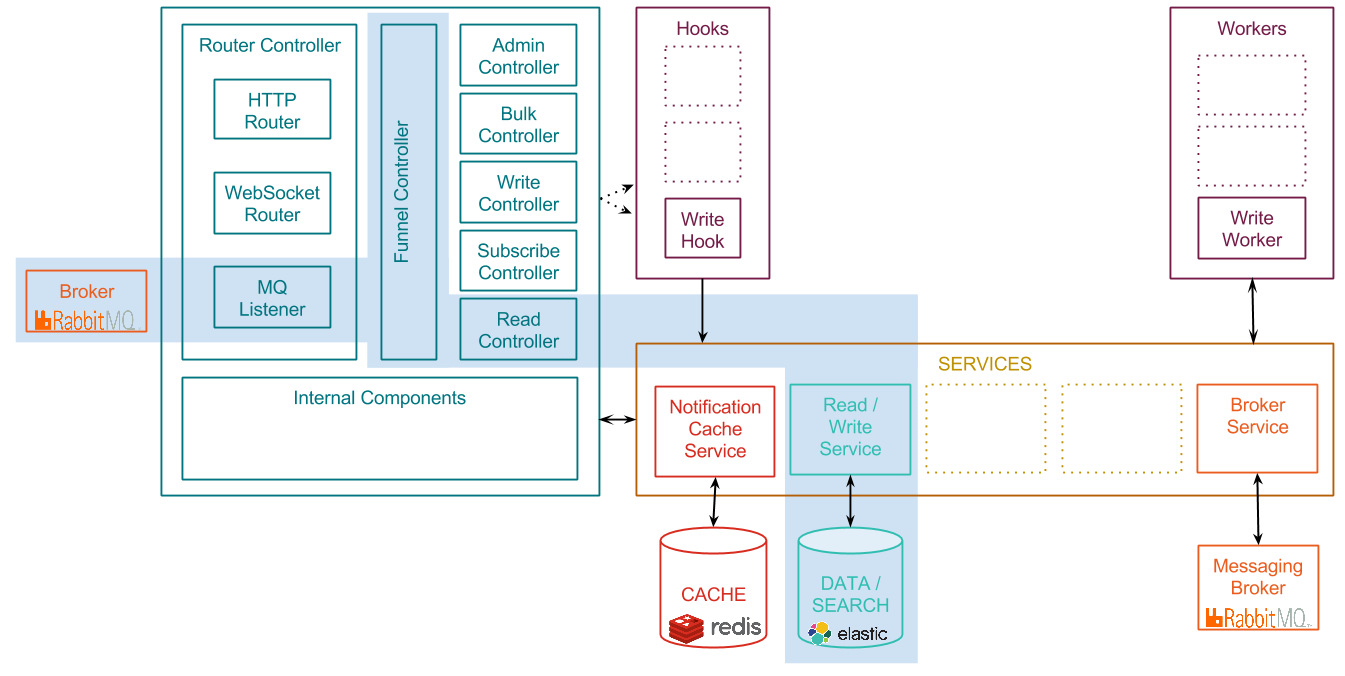 Router Controller
HTTP
Router
WebSocket
Router
MQ
Listener
Broker
RabbitMQ
Funnel Controller
Admin
Controller
Bulk
Controller
Write
Controller
Subscribe
Controller
Read
Controller
Internal Components
Hooks
Write
Hook
Workers
Write
Worker
SERVICES
Notification
Cache
Service
Read /
Write
Service
Broker
Service
CACHE
redis
DATA /
SEARCH
elastic
Messaging
Broker
RabbitMQ